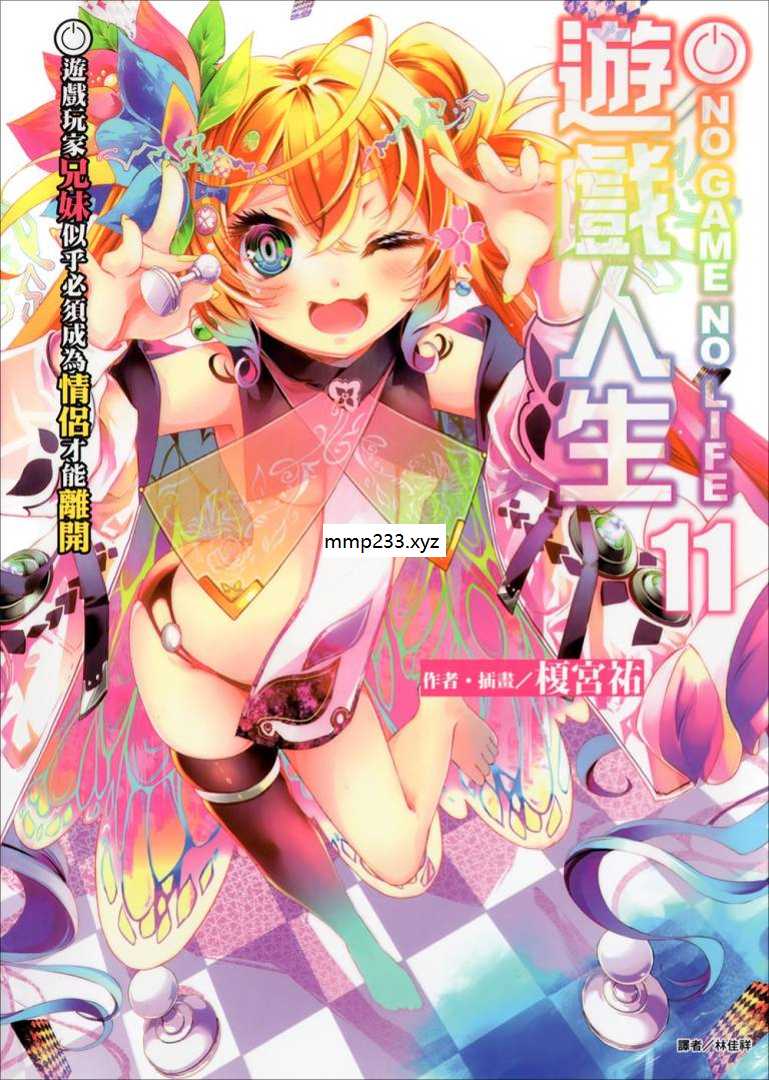 NO GAME NO LIFE
遊戲人生
11
遊戲玩家兄妹似乎必須成為情侶才能離開
mmp233.xyz
作者・插畫／榎宮祐
譯者／林佳祥